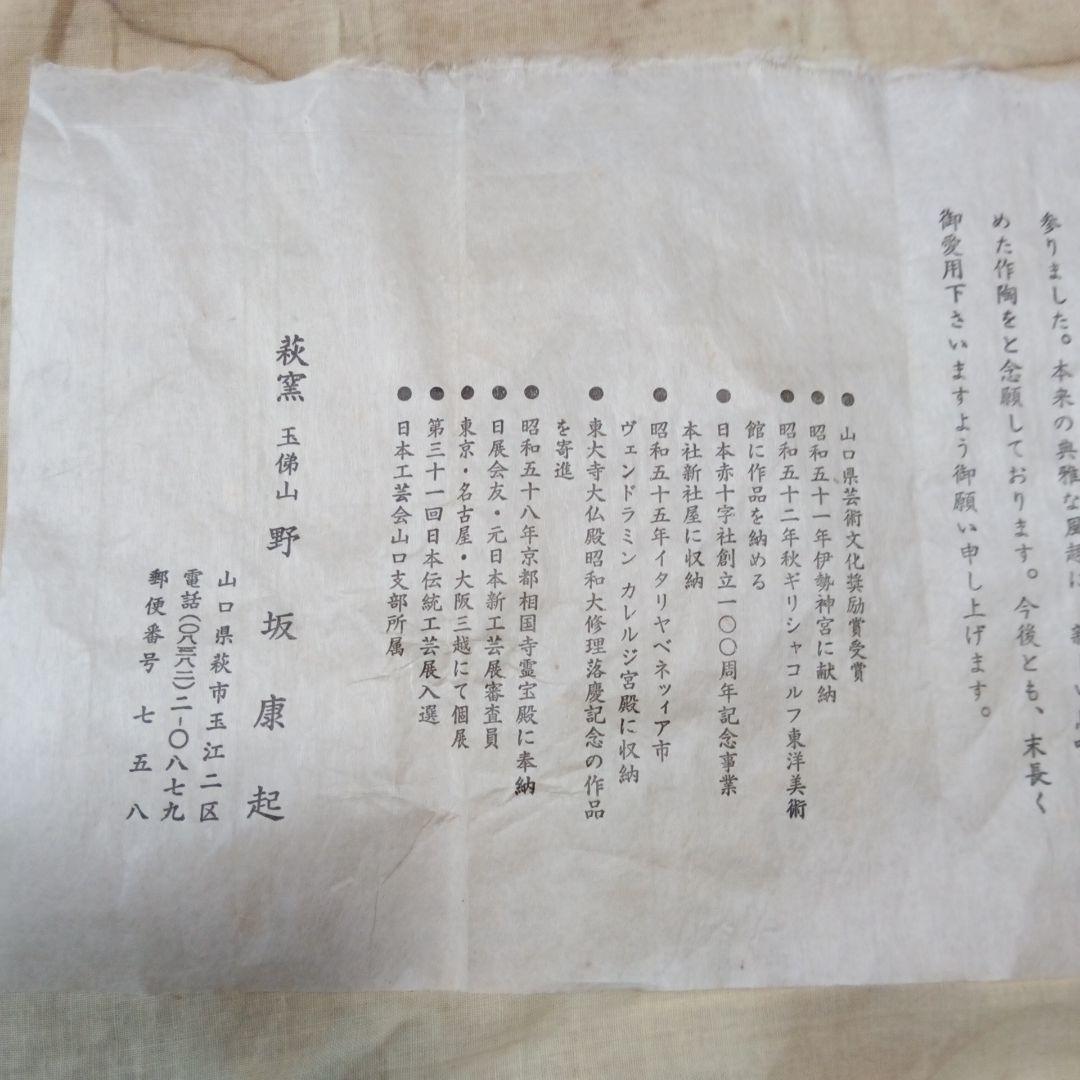 参りました。本来の典雅な風趣に
めた作陶をと念願しております。今後とも、末長く
御愛用下さいますよう御願い申し上げます。
●山口県芸術文化奨励賞受賞
●昭和五十一年伊勢神宮に献納
●昭和五十二年秋ギリシャコルフ東洋美術
館に作品を納める
●日本赤十字社創立一〇〇周年記念事業
本社新社屋に収納
●昭和五十五年イタリヤベネッィア市
ヴェンドラミン カレルジ宮殿に収納
●東大寺大仏殿昭和大修理落慶記念の作品
を寄進
●昭和五十八年京都相国寺霊宝殿に奉納
●日展会友・元日本新工芸展審査員
●東京・名古屋・大阪三越にて個展
●第三十一回日本伝統工芸展入選
●日本工芸会山口支部所属
萩窯 玉俤山 野坂康起
山口県萩市玉江二区
電話(〇八三八二)二-〇八七九
郵便番号 七五八